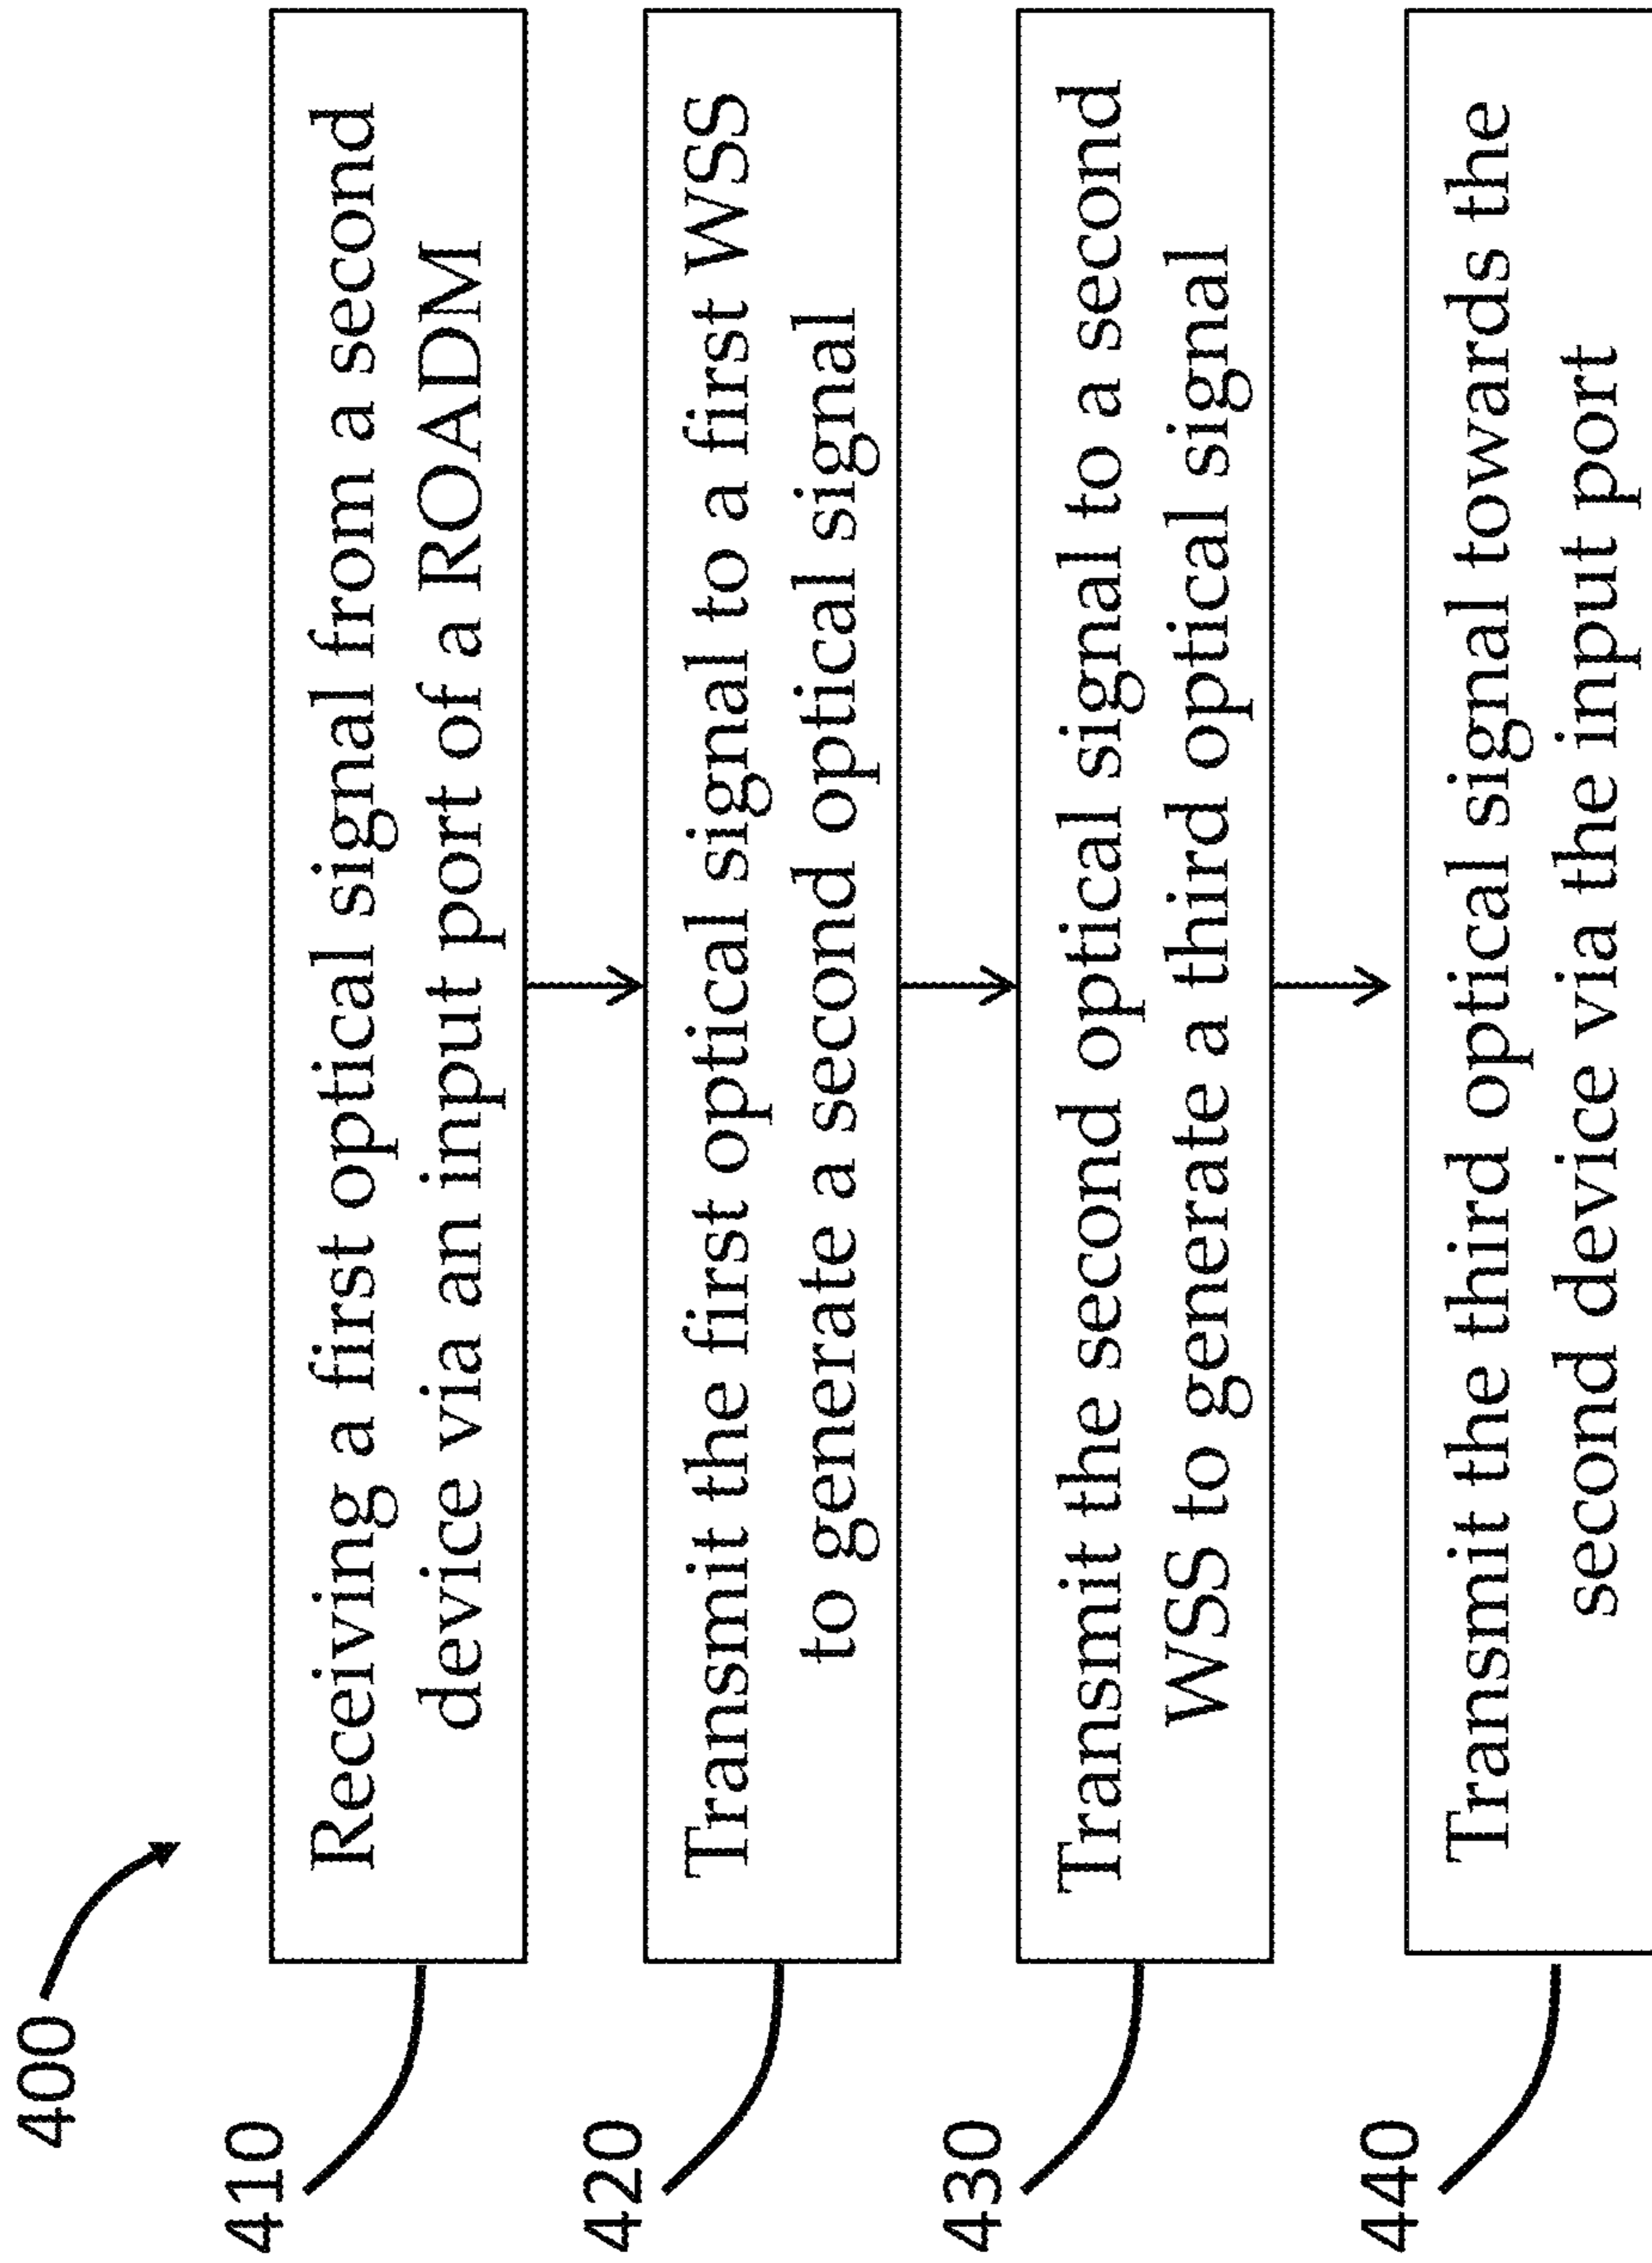 400
410
Receiving a first optical signal from a second
device via an input port of a ROADM
420
Transmit the first optical signal to a first WSS
to generate a second optical signal
430
Transmit the second optical signal to a second
WSS to generate a third optical signal
440
Transmit the third optical signal towards the
second device via the input port